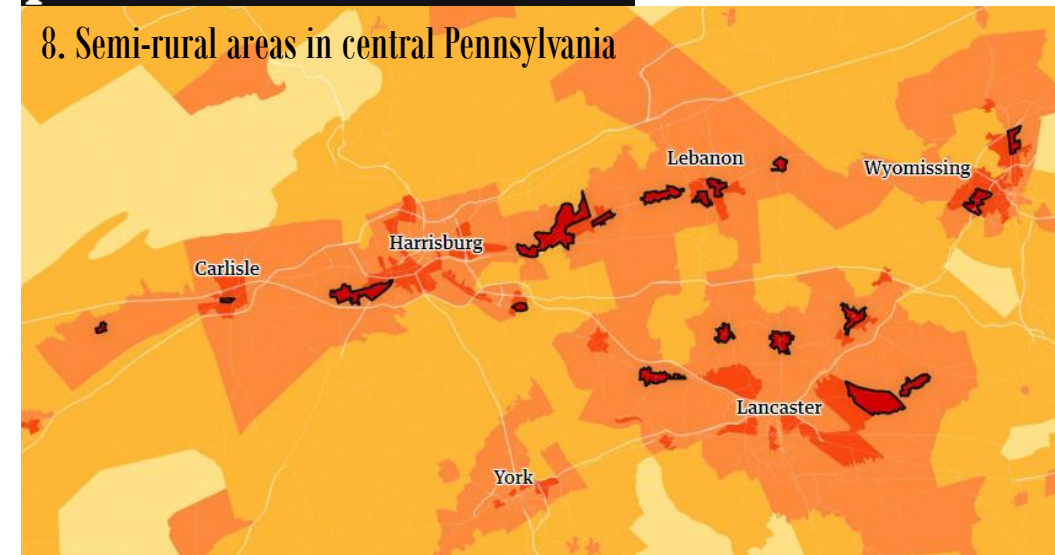 8. Semi-rural areas in central Pennsylvania
Lebanon
Wyomissing
Harrisburg
Carlisle
Lancaster
York